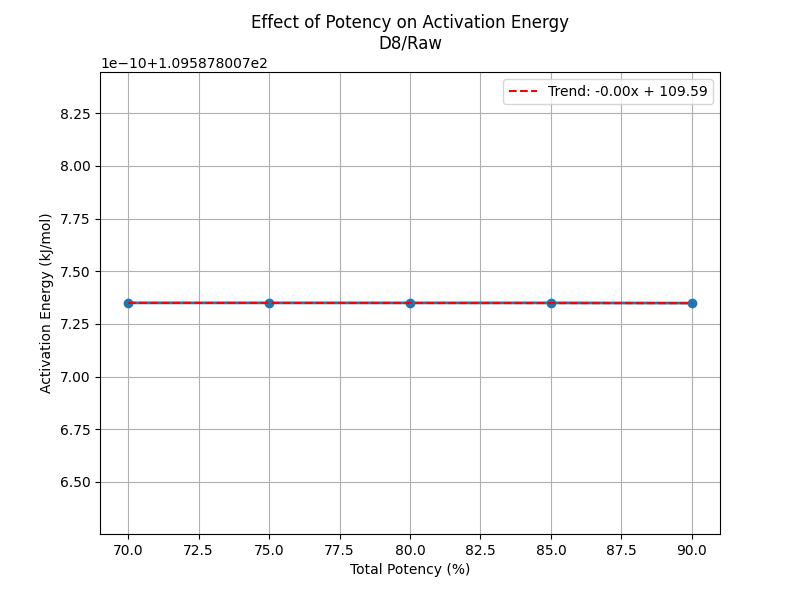 Effect of Potency on Activation Energy
D8/Raw
1e−10+1.095878007e2
Trend: -0.00x + 109.59
8.25
8.00
7.75
7.50
7.25
7.00
6.75
6.50
Activation Energy (kJ/mol)
70.0 72.5 75.0 77.5 80.0 82.5 85.0 87.5 90.0
Total Potency (%)